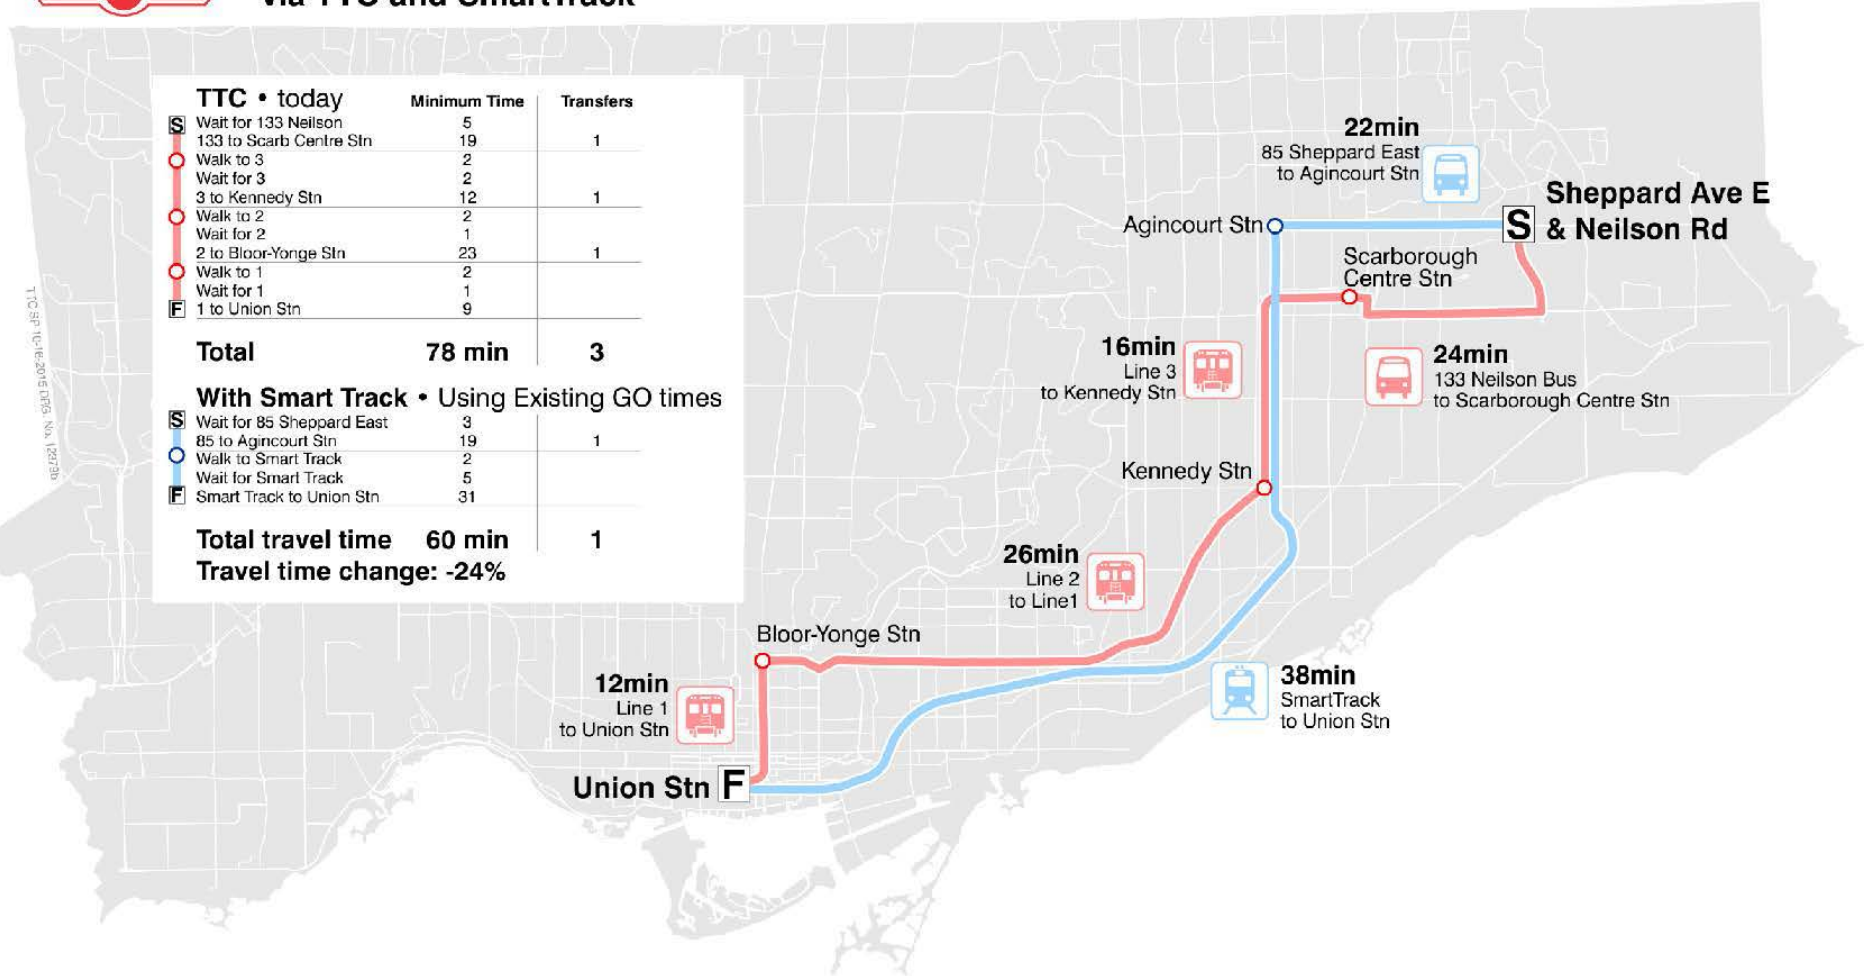 via TTC and SmartTrack
TTC • today Minimum Time Transfers
S Wait for 133 Neilson 5
133 to Scarb Centre Stn 19 1
Walk to 3 2
Wait for 3 2
3 to Kennedy Stn 12 1
Walk to 2 2
Wait for 2 1
2 to Bloor-Yonge Stn 23 1
Walk to 1 2
Wait for 1 1
F 1 to Union Stn 9
Total 78 min 3
With Smart Track • Using Existing GO times
S Wait for 85 Sheppard East 3
85 to Agincourt Stn 19 1
Walk to Smart Track 2
Wait for Smart Track 5
F Smart Track to Union Stn 31
Total travel time 60 min 1
Travel time change: -24%
22min
85 Sheppard East
to Agincourt Stn
Sheppard Ave E
S & Neilson Rd
Agincourt Stn
Scarborough
Centre Stn
16min
Line 3
to Kennedy Stn
24min
133 Neilson Bus
to Scarborough Centre Stn
Kennedy Stn
26min
Line 2
to Line1
Bloor-Yonge Stn
12min
Line 1
to Union Stn
38min
SmartTrack
to Union Stn
Union Stn F